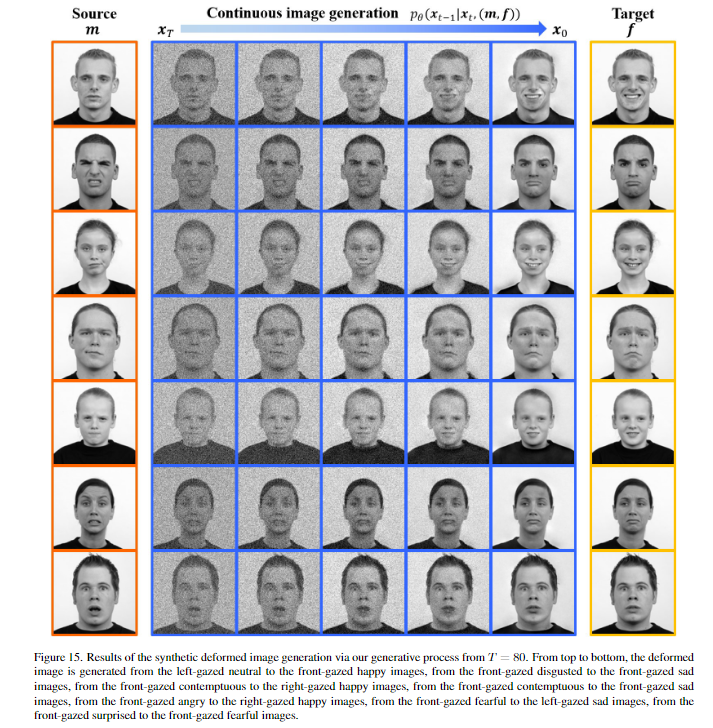 Source Continuous image generation pθ(xt−1|xt, (m, f)) Target
m xT x0 f
Figure 15. Results of the synthetic deformed image generation via our generative process from T = 80. From top to bottom, the deformed
image is generated from the left-gazed neutral to the front-gazed happy images, from the front-gazed disgusted to the front-gazed sad
images, from the front-gazed contemptuous to the right-gazed happy images, from the front-gazed contemptuous to the front-gazed sad
images, from the front-gazed angry to the right-gazed happy images, from the front-gazed fearful to the left-gazed sad images, from the
front-gazed surprised to the front-gazed fearful images.